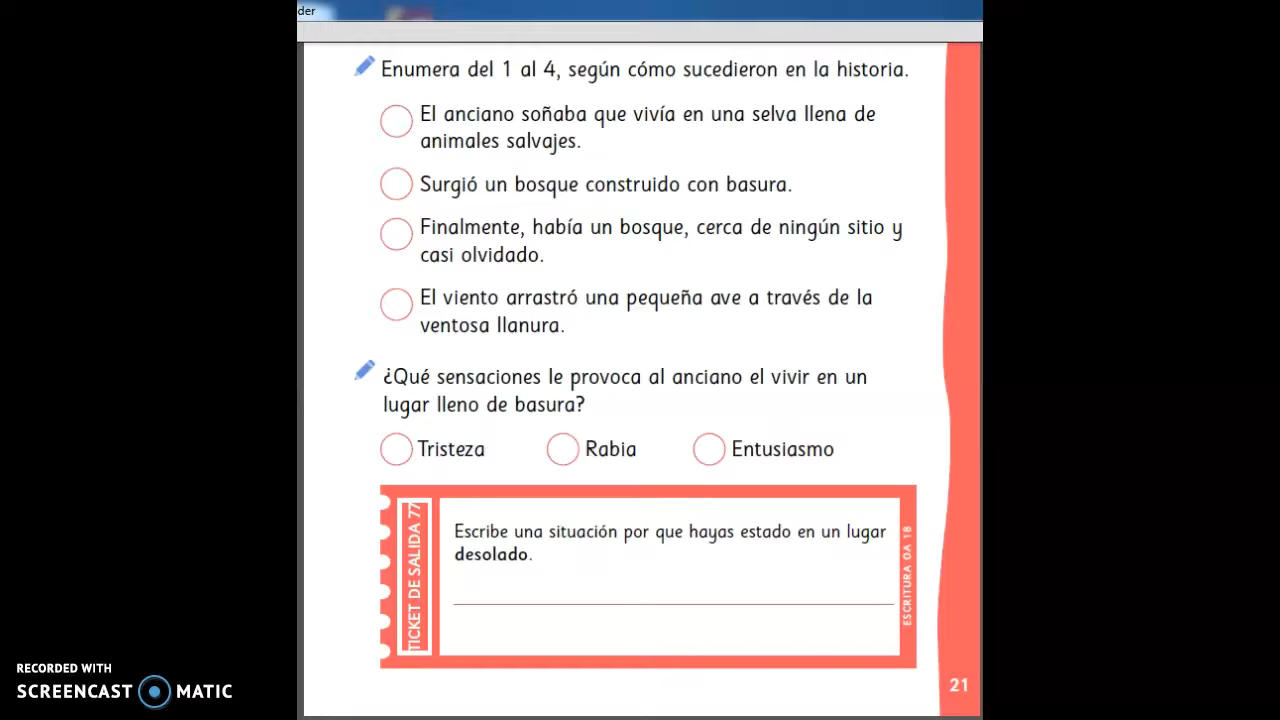 der
Enumera del 1 al 4, según cómo sucedieron en la historia.
El anciano soñaba que vivía en una selva llena de
animales salvajes.
Surgió un bosque construido con basura.
Finalmente, había un bosque, cerca de ningún sitio y
casi olvidado.
El viento arrastró una pequeña ave a través de la
ventosa llanura.
¿Qué sensaciones le provoca al anciano el vivir en un
lugar lleno de basura?
Tristeza Rabia Entusiasmo
TICKET DE SALIDA 77
Escribe una situación por que hayas estado en un lugar
desolado.
ESCRITURA OA 18
21
RECORDED WITH
SCREENCAST MATIC